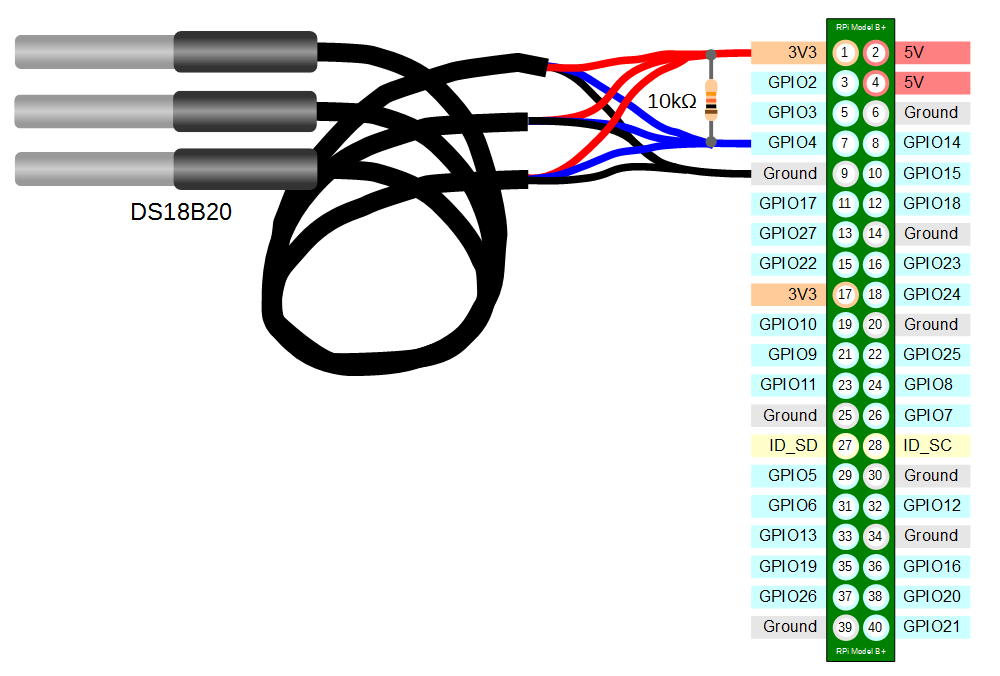 RPi Model B+
3V3 1 2 5V
GPIO2 3 4 5V
10kΩ
GPIO3 5 6 Ground
GPIO4 7 8 GPIO14
Ground 9 10 GPIO15
DS18B20
GPIO17 11 12 GPIO18
GPIO27 13 14 Ground
GPIO22 15 16 GPIO23
3V3 17 18 GPIO24
GPIO10 19 20 Ground
GPIO9 21 22 GPIO25
GPIO11 23 24 GPIO8
Ground 25 26 GPIO7
ID_SD 27 28 ID_SC
GPIO5 29 30 Ground
GPIO6 31 32 GPIO12
GPIO13 33 34 Ground
GPIO19 35 36 GPIO16
GPIO26 37 38 GPIO20
Ground 39 40 GPIO21
RPi Model B+